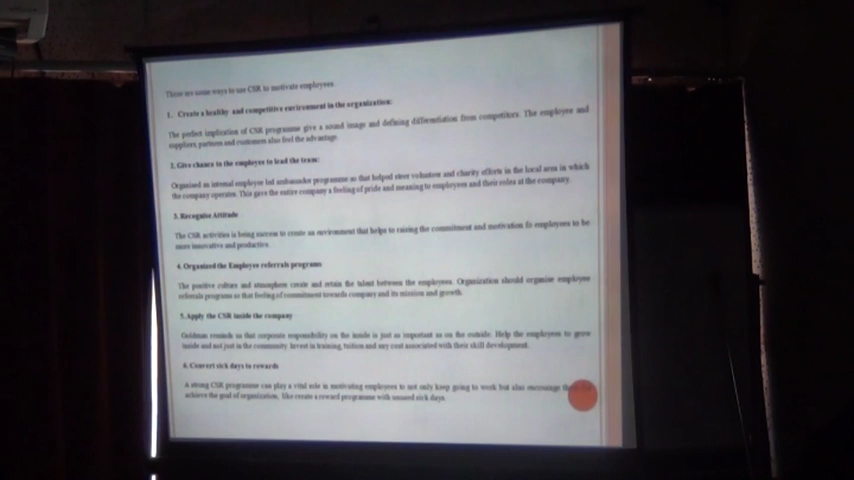 These are some ways to use CSR to motivate employees
1. Create a healthy and competitive environment in the organization:
The perfect implication of CSR programme give a sound image and defining differentiation from competitors. The employee and
suppliers, partners and customers also feel the advantage.
2. Give chance to the employee to lead the team:
Organized an internal employee led ambassador programme so that helped steer volunteer and charity efforts in the local area in which
the company operates. This gave the entire company a feeling of pride and meaning to employees and their roles at the company.
3. Recognise Attitude
The CSR activities is being success to create an environment that helps to raising the commitment and motivation fo employees to be
more innovative and productive.
4. Organized the Employee referrals programs
The positive culture and atmosphere create and retain the talent between the employees. Organization should organise employee
referrals programs so that feeling of commitment towards company and its mission and growth.
5. Apply the CSR inside the company
Goldman reminds us that corporate responsibility on the inside is just as important as on the outside. Help the employees to grow
inside and not just in the community. Invest in training, tuition and any cost associated with their skill development.
6. Convert sick days to rewards
A strong CSR programme can play a vital role in motivating employees to not only keep going to work but also encourage
achieve the goal of organization. like create a reward programme with unused sick days.